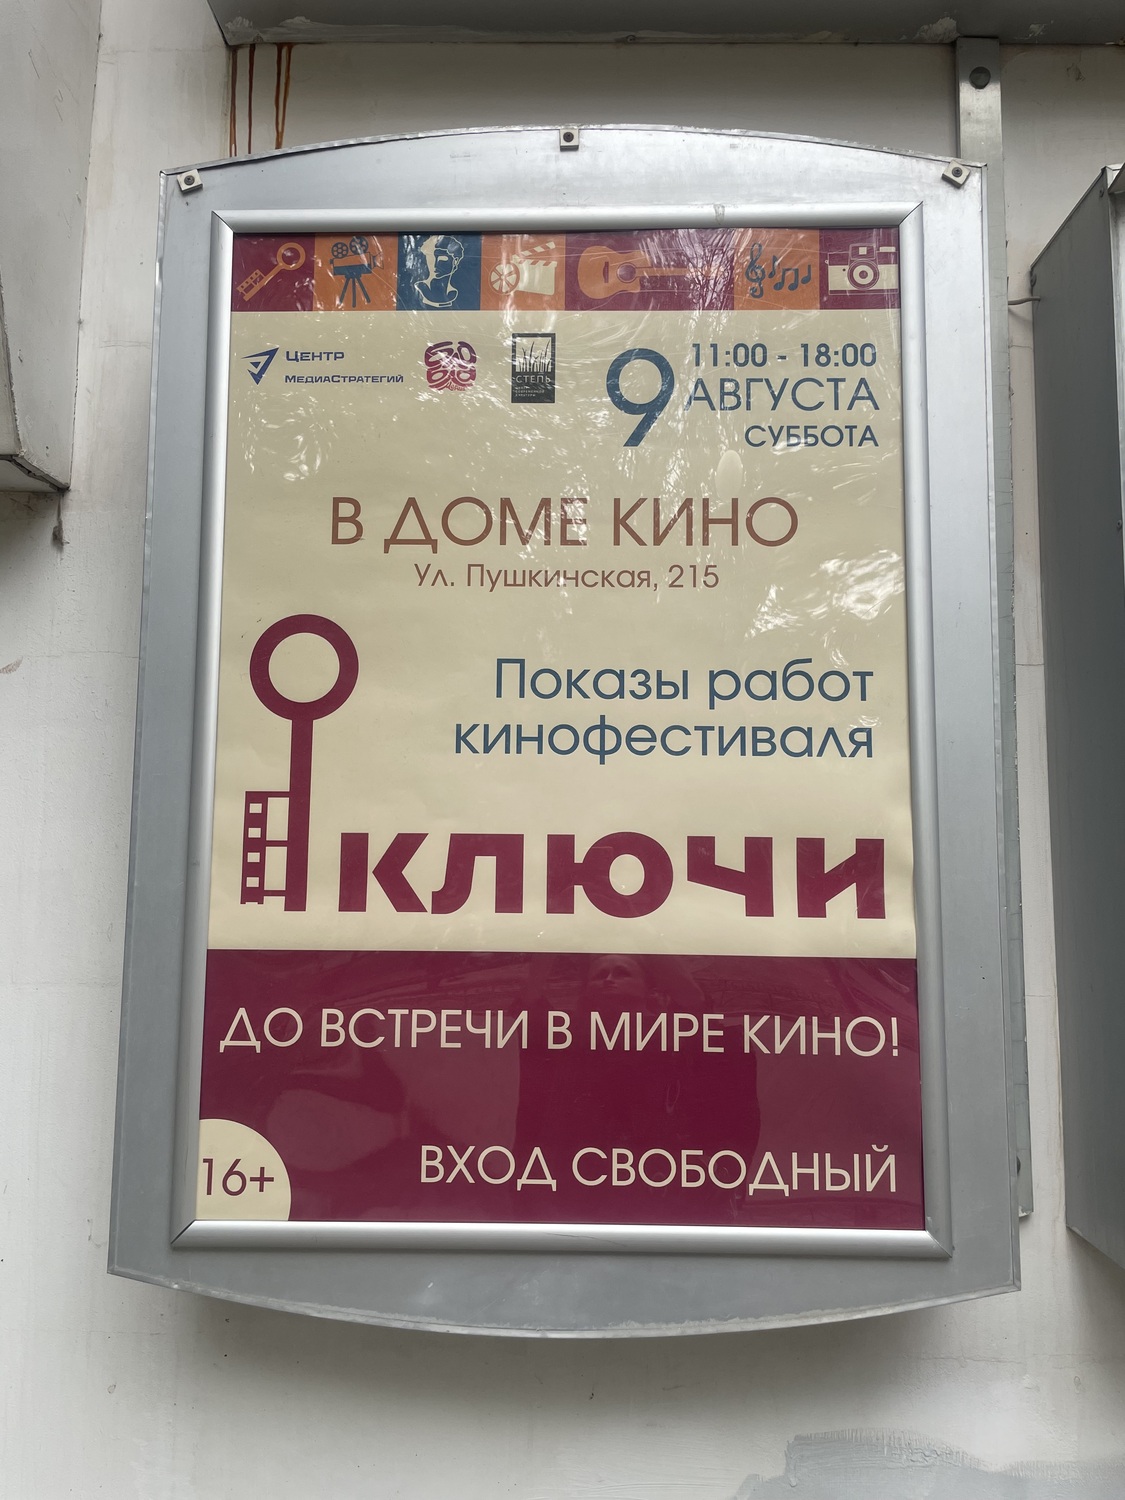 Центр
МедиаСтратегий
СТЕПЬ
9
11:00 - 18:00
АВГУСТА
СУББОТА
В ДОМЕ КИНО
Ул. Пушкинская, 215
Показы работ
кинофестиваля
ключи
ДО ВСТРЕЧИ В МИРЕ КИНО!
16+
ВХОД СВОБОДНЫЙ